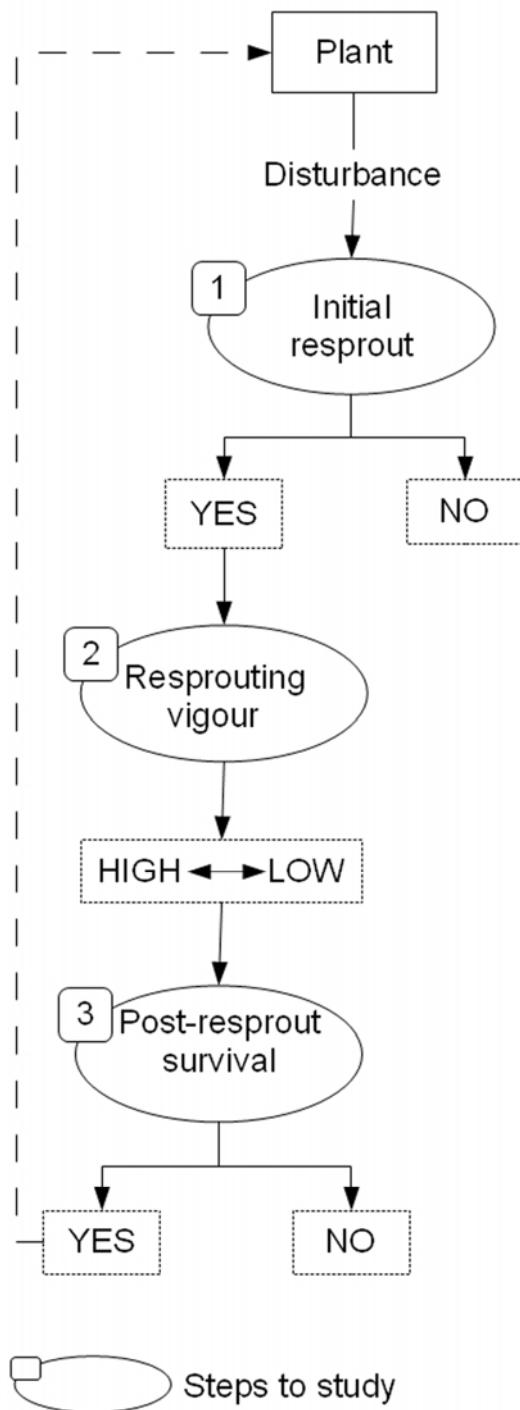 Plant
Disturbance
1
Initial
resprout
YES
NO
2
Resprouting
vigour
HIGH LOW
3
Post-resprout
survival
YES
NO
Steps to study